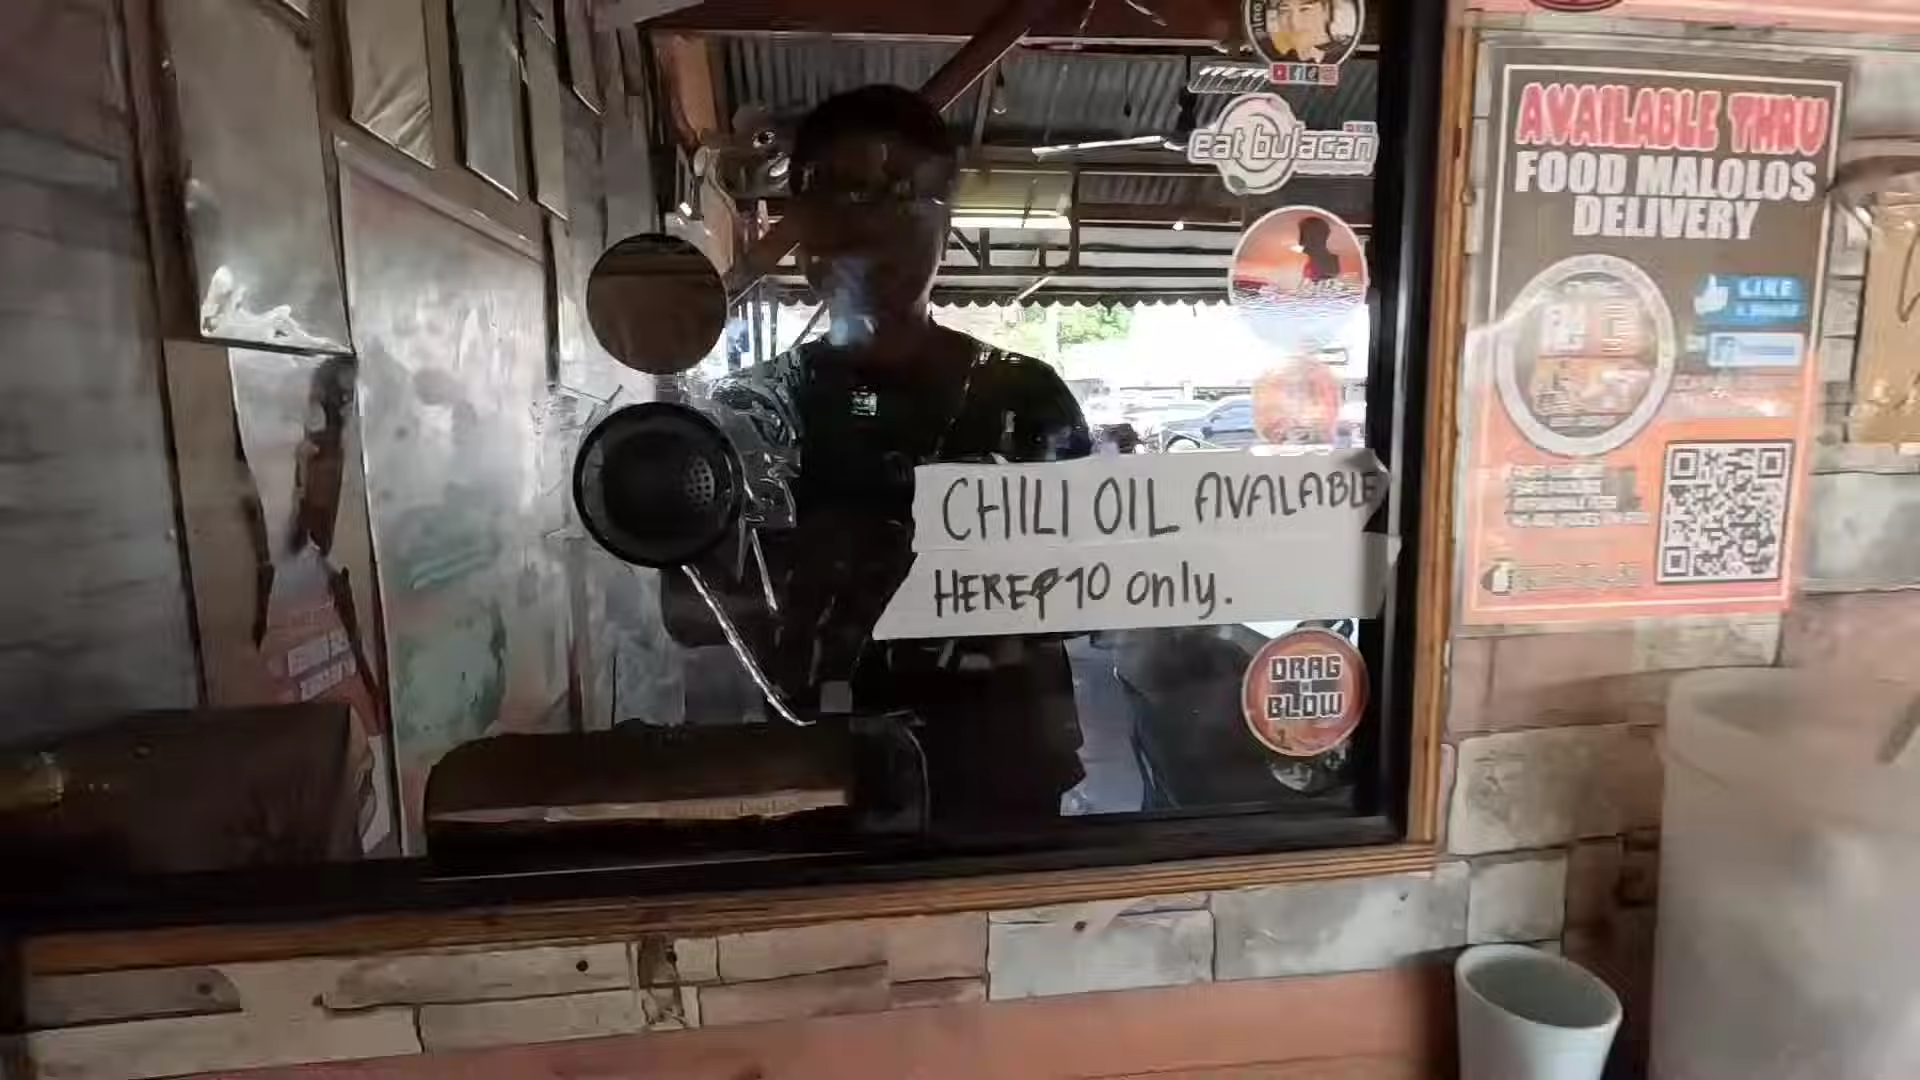 eat bulacan
CHILI OIL AVALABLE
HERE₱10 only.
DRAG
BLOW
AVAILABLE THRU
FOOD MALOLOS
DELIVERY
LIKE